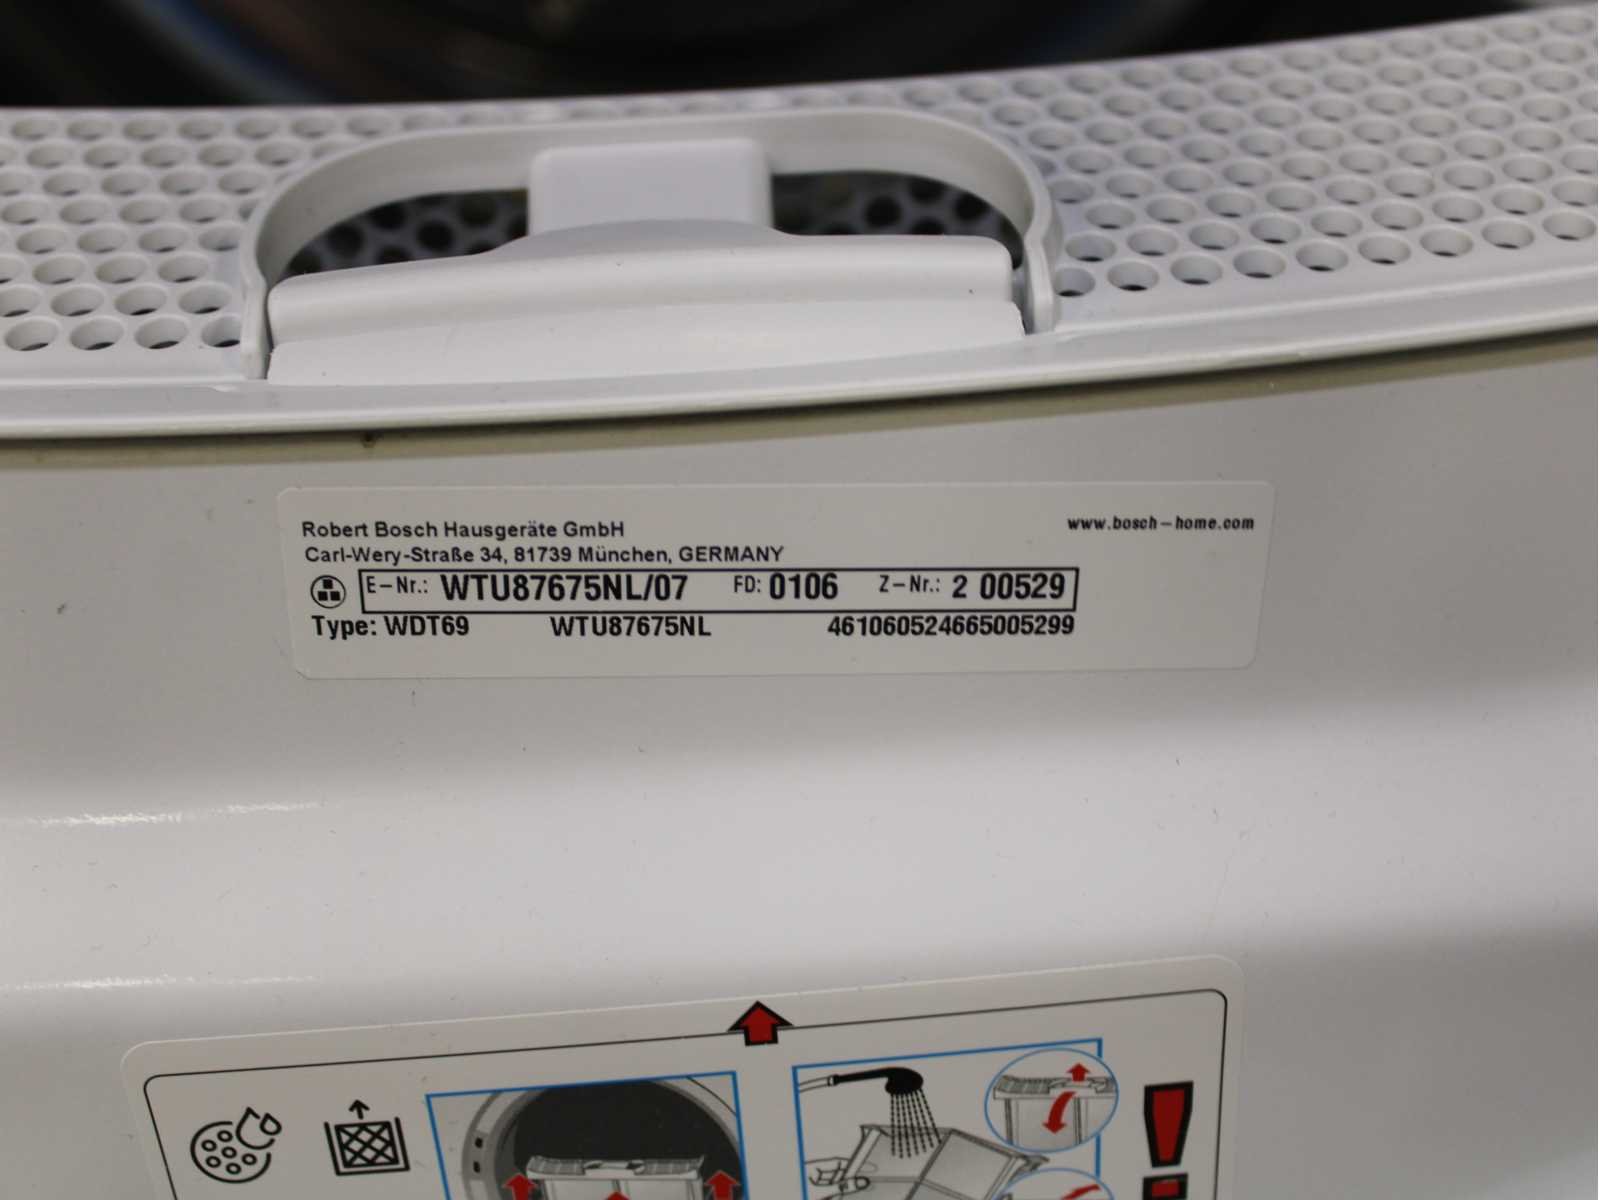 Robert Bosch Hausgeräte GmbH
www.bosch-home.com
Carl-Wery-Straße 34, 81739 München, GERMANY
E-Nr.: WTU87675NL/07 FD: 0106 Z-Nr.: 2 00529
Type: WDT69 WTU87675NL 461060524665005299